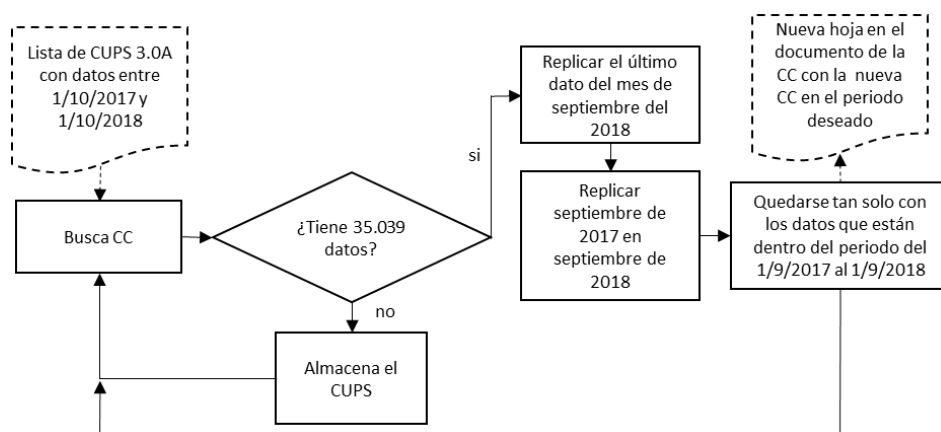 Lista de CUPS 3.0A
con datos entre
1/10/2017 y
1/10/2018
Busca CC
¿Tiene 35.039
datos?
si
no
Almacena el
CUPS
Replicar el último
dato del mes de
septiembre del
2018
Replicar
septiembre de
2017 en
septiembre de
2018
Quedarse tan solo con
los datos que están
dentro del periodo del
1/9/2017 al 1/9/2018
Nueva hoja en el
documento de la
CC con la nueva
CC en el periodo
deseado